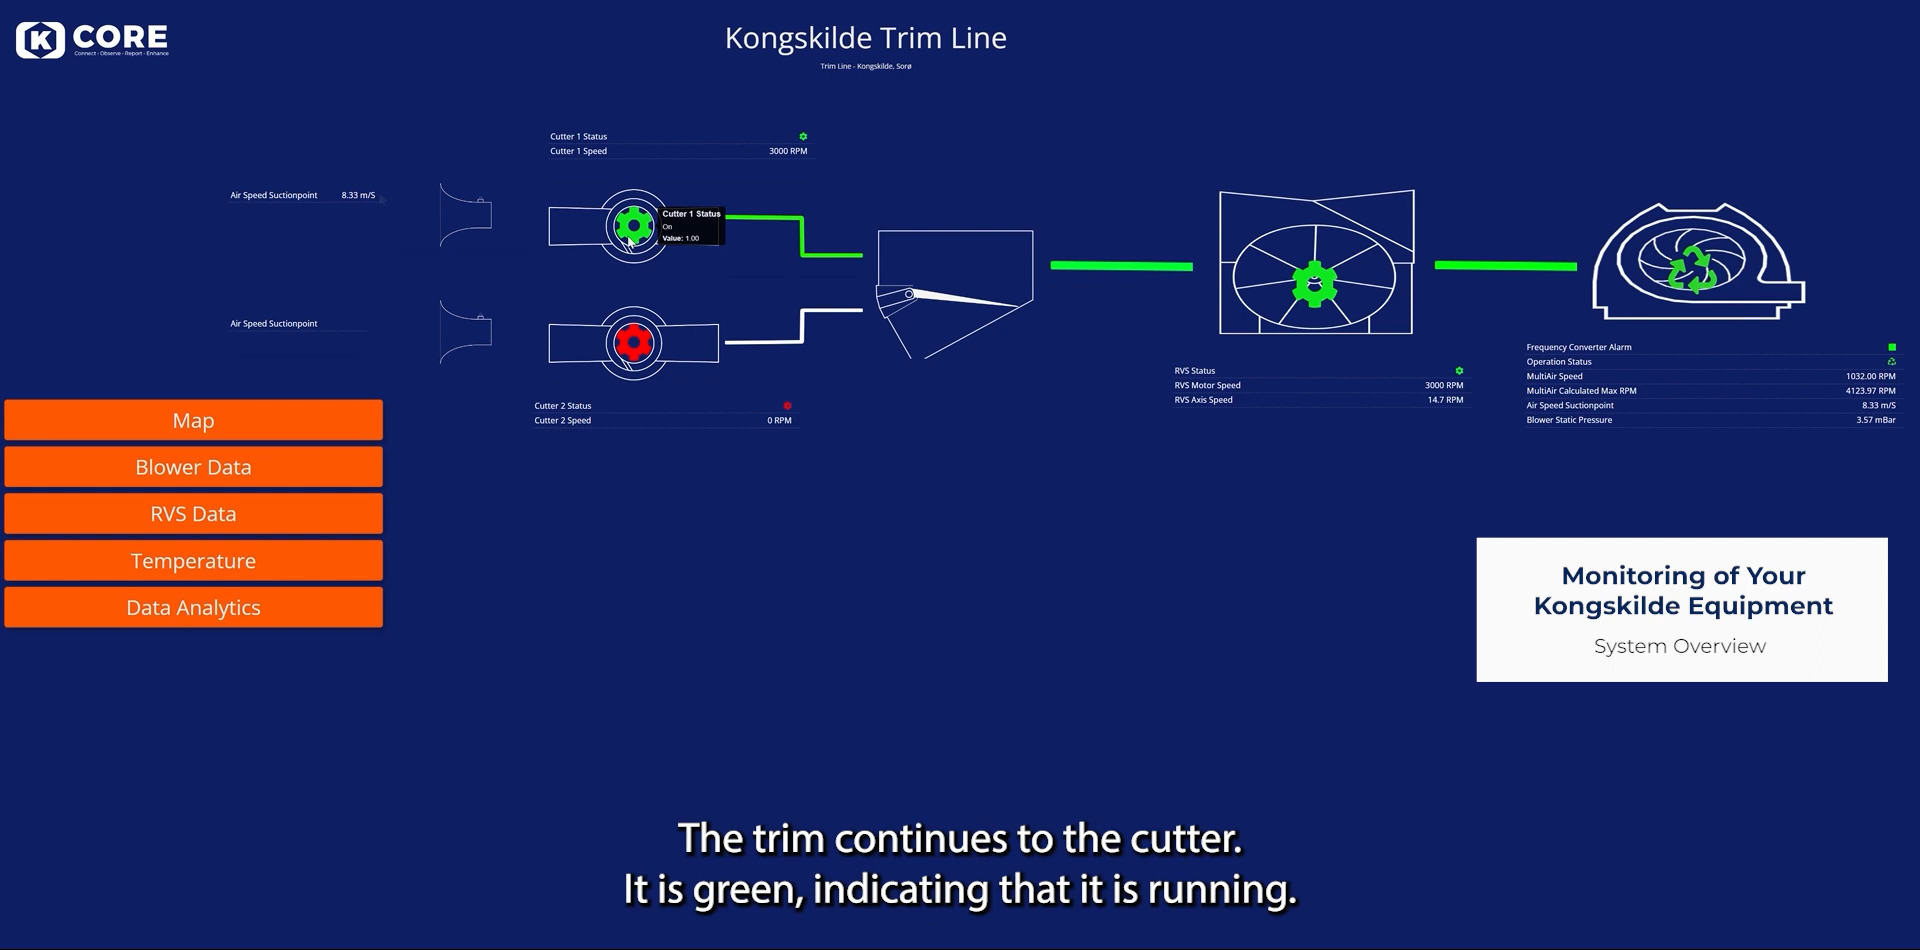 K CORE
Connect - Observe - Report - Enhance
Kongskilde Trim Line
Trim Line - Kongskilde, Sorø
Cutter 1 Status
Cutter 1 Speed 3000 RPM
Air Speed Suctionpoint 8.33 m/S
Cutter 1 Status
On
Value: 1.00
Air Speed Suctionpoint
Cutter 2 Status
Cutter 2 Speed 0 RPM
RVS Status
RVS Motor Speed 3000 RPM
RVS Axis Speed 14.7 RPM
Frequency Converter Alarm
Operation Status
MultiAir Speed 1032.00 RPM
MultiAir Calculated Max RPM 4123.97 RPM
Air Speed Suctionpoint 8.33 m/S
Blower Static Pressure 3.57 mBar
Map
Blower Data
RVS Data
Temperature
Data Analytics
Monitoring of Your
Kongskilde Equipment
System Overview
The trim continues to the cutter.
It is green, indicating that it is running.